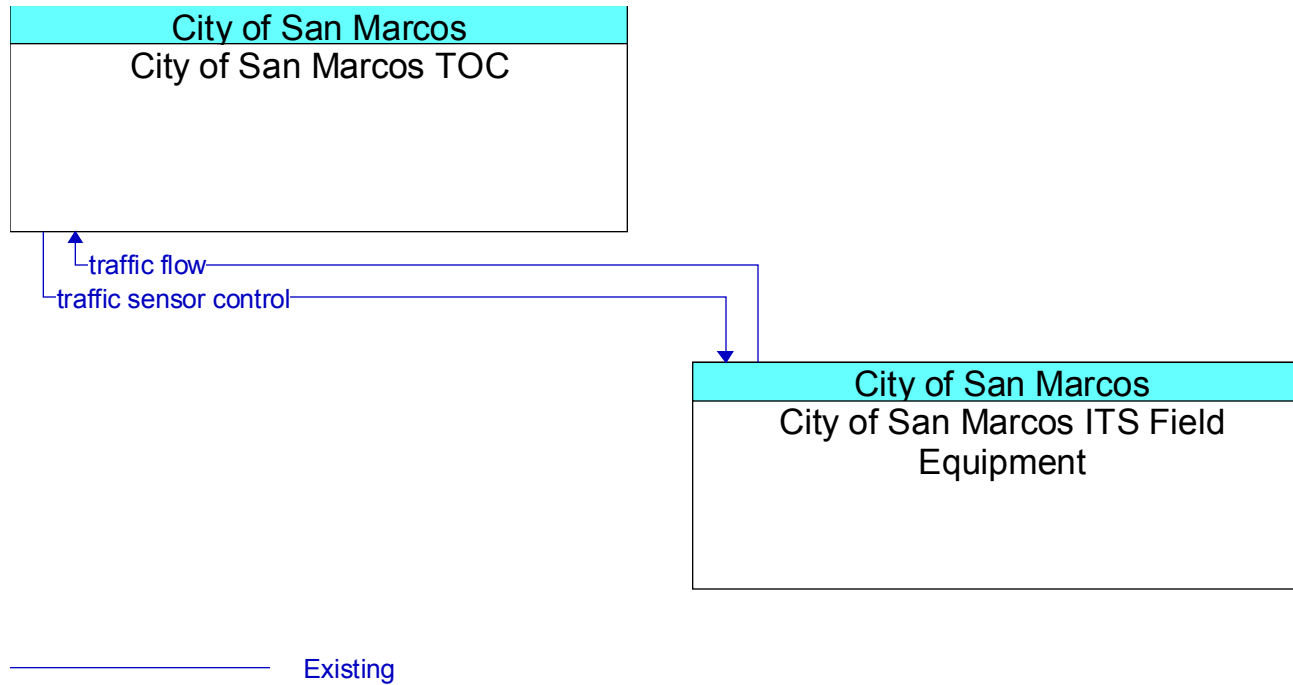 City of San Marcos
City of San Marcos TOC
traffic flow
traffic sensor control
City of San Marcos
City of San Marcos ITS Field
Equipment
Existing